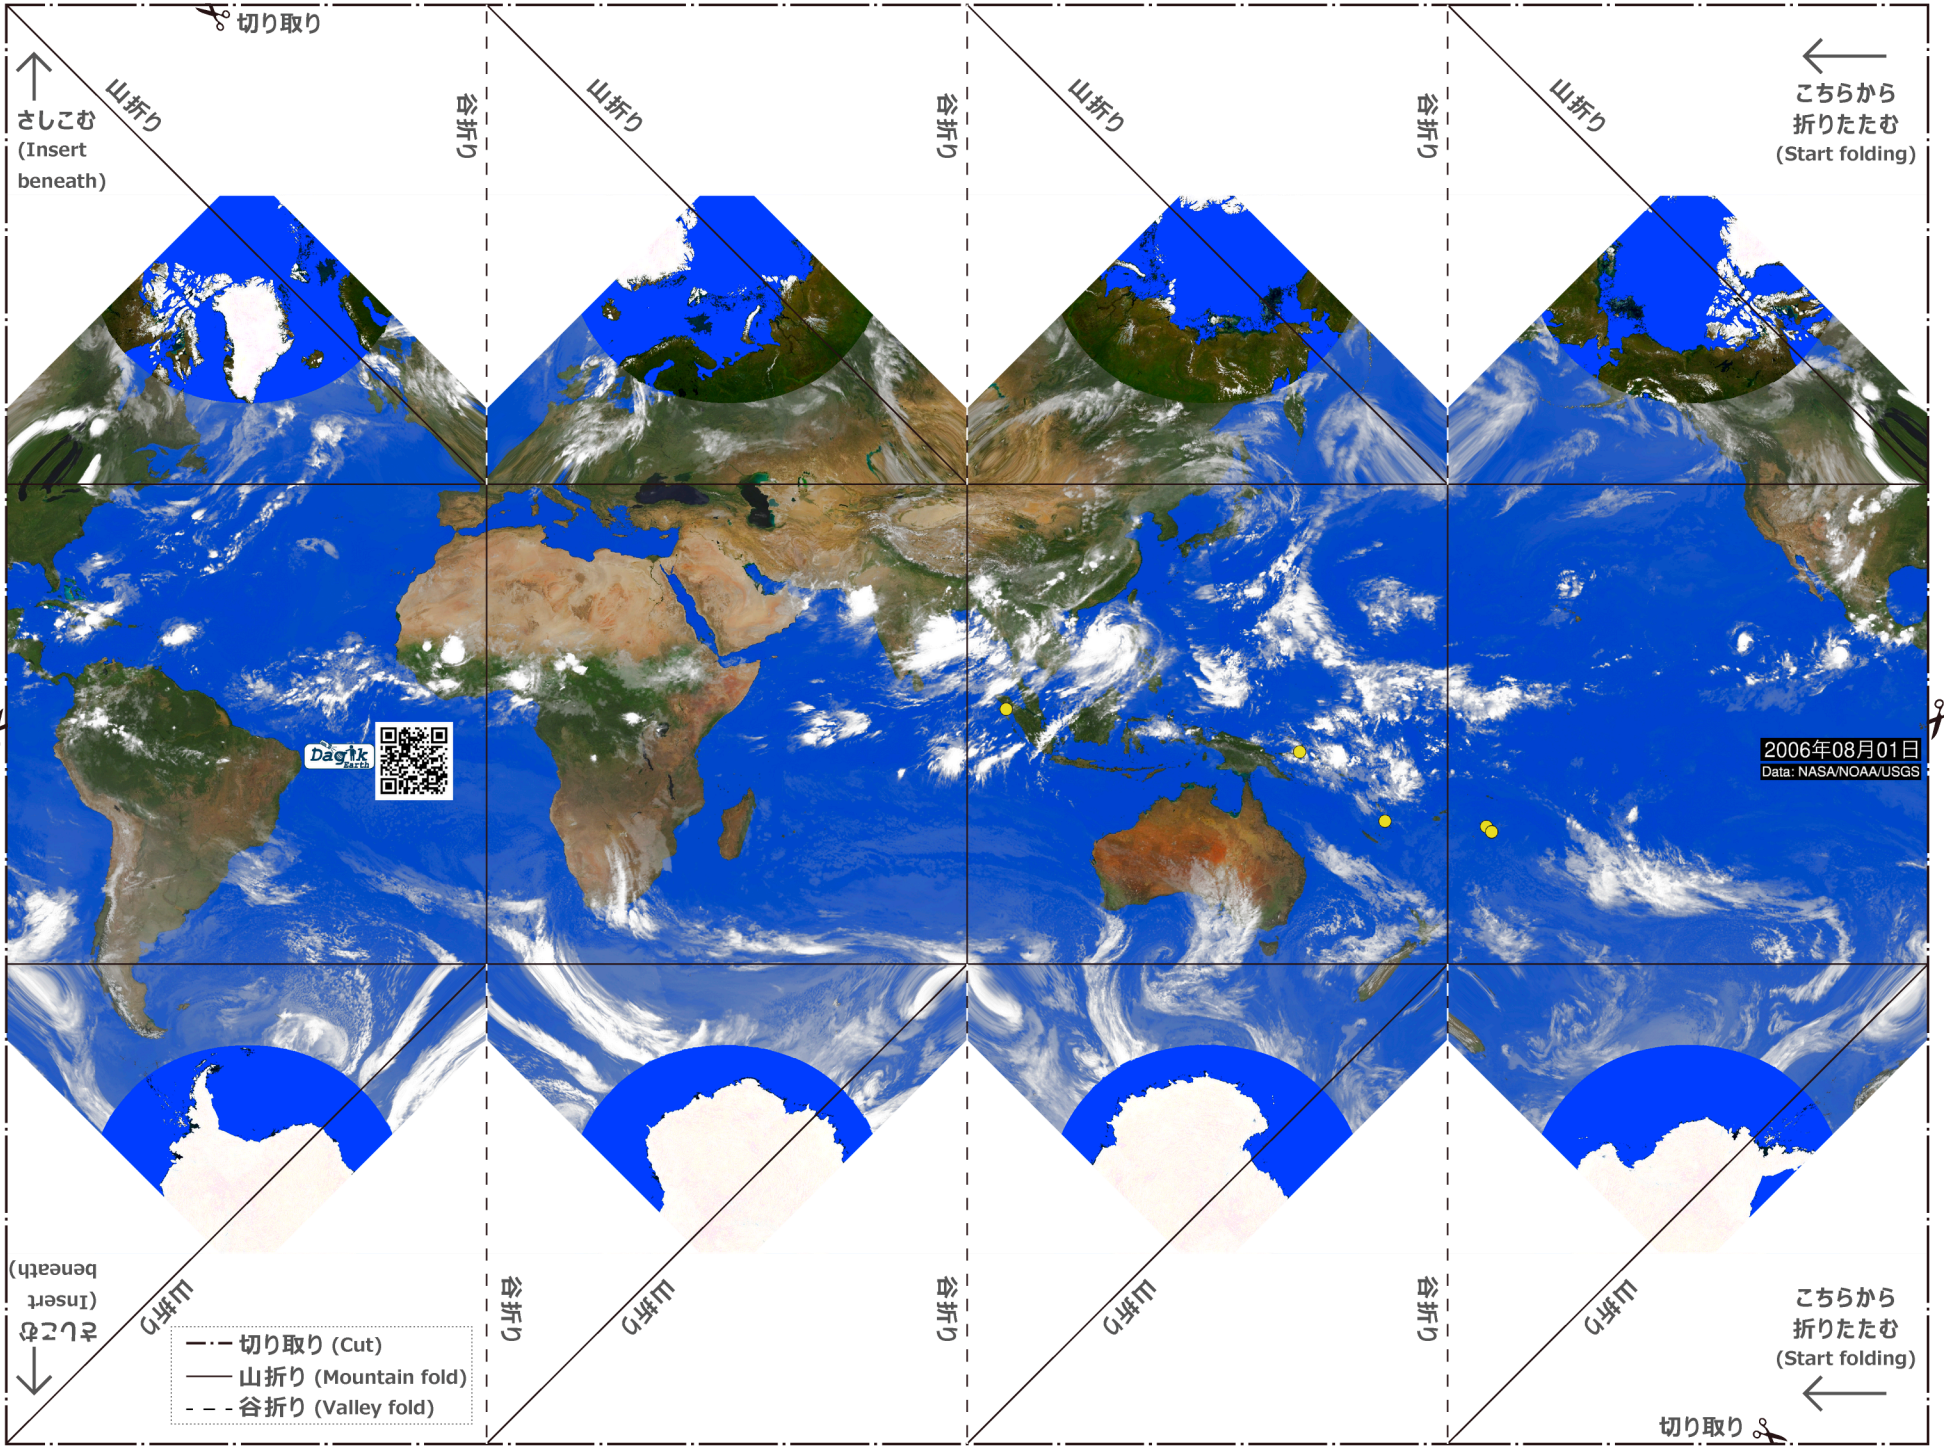 切り取り
山折り
谷折り
山折り
谷折り
山折り
谷折り
山折り
さしこむ
(Insert
beneath)
こちらから
折りたたむ
(Start folding)
Dagik
Earth
2006年08月01日
Data: NASA/NOAA/USGS
さしこむ
(Insert
beneath)
山折り
谷折り
山折り
谷折り
山折り
谷折り
山折り
こちらから
折りたたむ
(Start folding)
切り取り (Cut)
山折り (Mountain fold)
谷折り (Valley fold)
切り取り